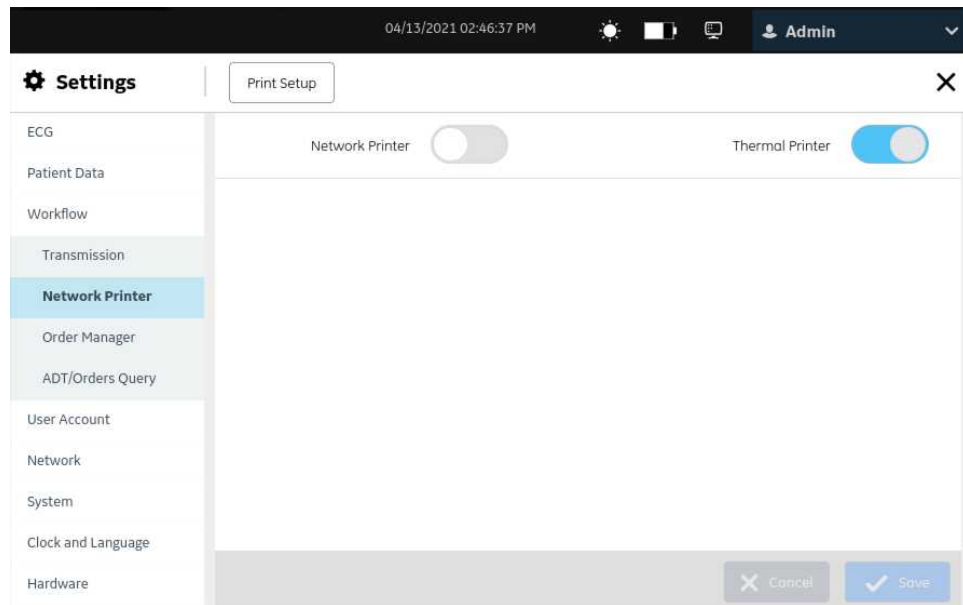 04/13/2021 02:46:37 PM
Admin
Settings
Print Setup
ECG
Network Printer
Thermal Printer
Patient Data
Workflow
Transmission
Network Printer
Order Manager
ADT/Orders Query
User Account
Network
System
Clock and Language
Hardware
Cancel
Save